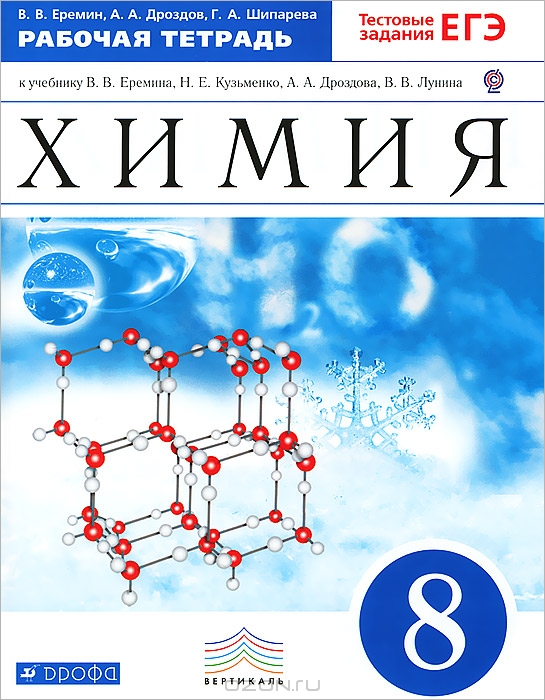 В. В. Еремин, А. А. Дроздов, Г. А. Шипарева
РАБОЧАЯ ТЕТРАДЬ
Тестовые
задания ЕГЭ
к учебнику В. В. Еремина, Н. Е. Кузьменко, А. А. Дроздова, В. В. Лунина
ХИМИЯ
H₂O
8
дрофа
ВЕРТИКАЛЬ
ozon.ru